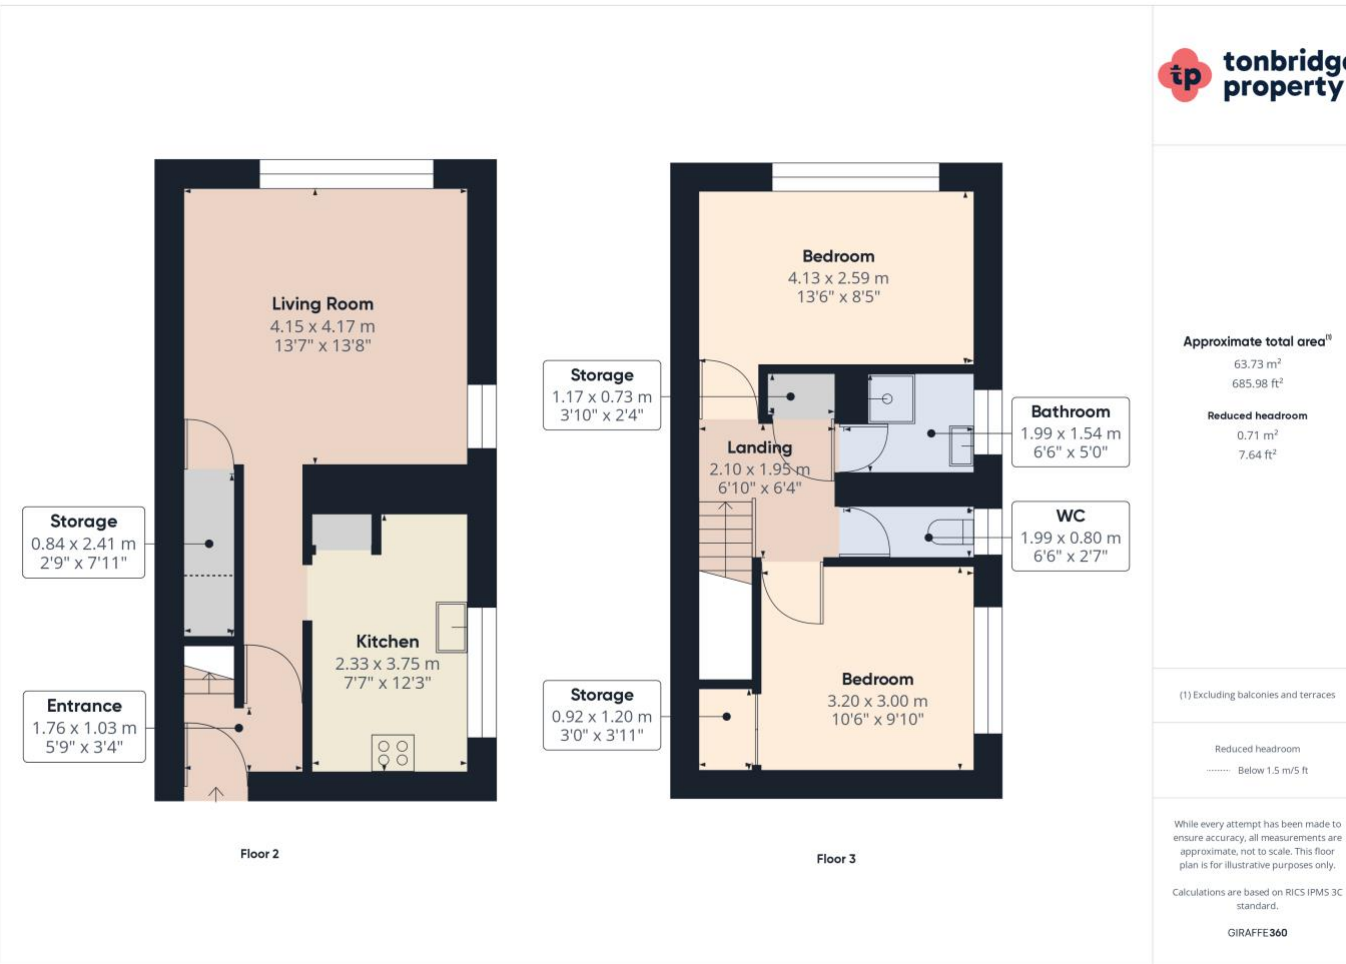 Living Room
4.15 x 4.17 m
13'7" x 13'8"
Storage
0.84 x 2.41 m
2'9" x 7'11"
Kitchen
2.33 x 3.75 m
7'7" x 12'3"
Entrance
1.76 x 1.03 m
5'9" x 3'4"
Floor 2
Bedroom
4.13 x 2.59 m
13'6" x 8'5"
Storage
1.17 x 0.73 m
3'10" x 2'4"
Landing
2.10 x 1.95 m
6'10" x 6'4"
Bathroom
1.99 x 1.54 m
6'6" x 5'0"
WC
1.99 x 0.80 m
6'6" x 2'7"
Bedroom
3.20 x 3.00 m
10'6" x 9'10"
Storage
0.92 x 1.20 m
3'0" x 3'11"
Floor 3
tp
tonbridge
property
Approximate total area(1)
63.73 m²
685.98 ft²
Reduced headroom
0.71 m²
7.64 ft²
(1) Excluding balconies and terraces
Reduced headroom
Below 1.5 m/5 ft
While every attempt has been made to
ensure accuracy, all measurements are
approximate, not to scale. This floor
plan is for illustrative purposes only.
Calculations are based on RICS IPMS 3C
standard.
GIRAFFE360